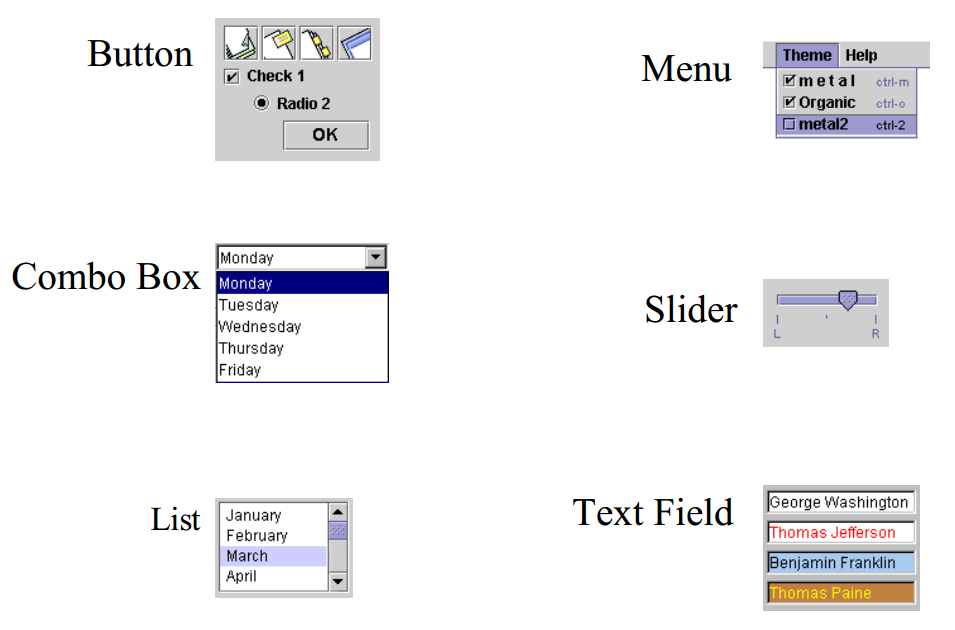 Button
Check 1
Radio 2
OK
Menu
Theme Help
metal ctrl-m
Organic ctrl-o
metal2 ctrl-2
Combo Box
Monday
Monday
Tuesday
Wednesday
Thursday
Friday
Slider
L R
List
January
February
March
April
Text Field
George Washington
Thomas Jefferson
Benjamin Franklin
Thomas Paine